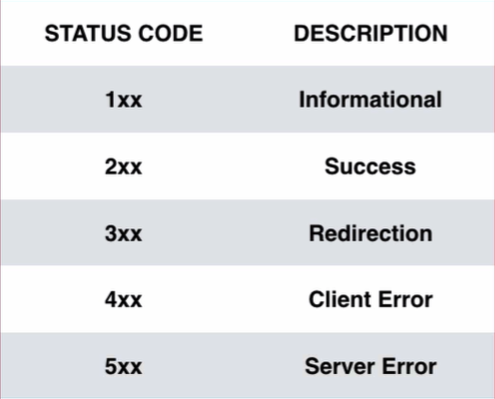 STATUS CODE DESCRIPTION
1xx Informational
2xx Success
3xx Redirection
4xx Client Error
5xx Server Error